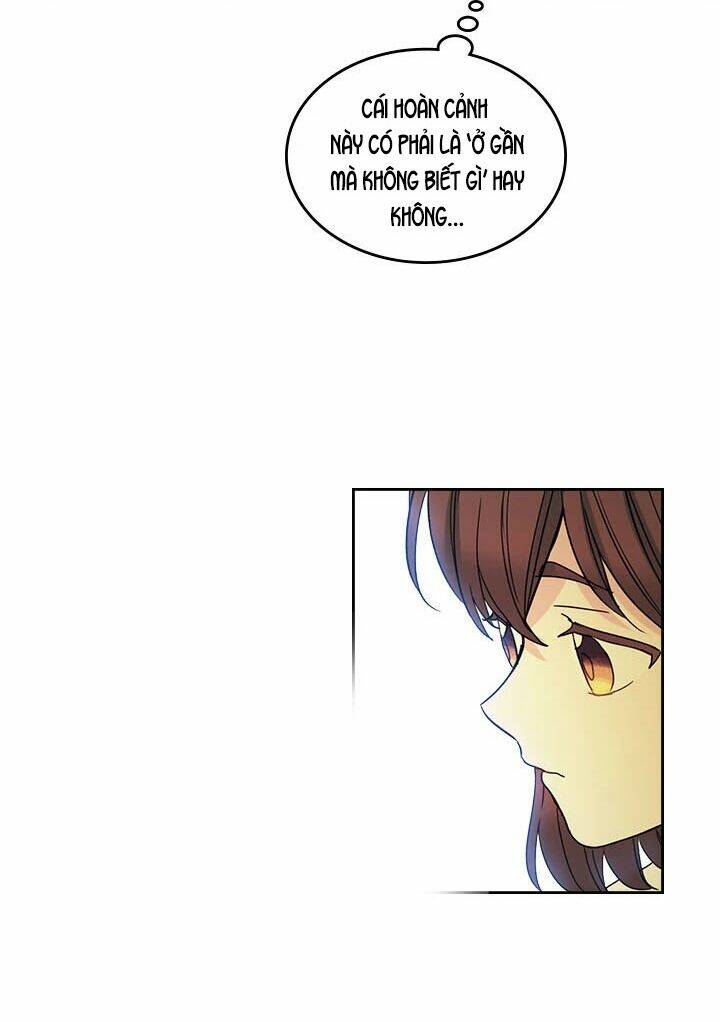 CÁI HOÀN CẢNH
NÀY CÓ PHẢI LÀ 'Ở GẦN
MÀ KHÔNG BIẾT GÌ' HAY
KHÔNG...